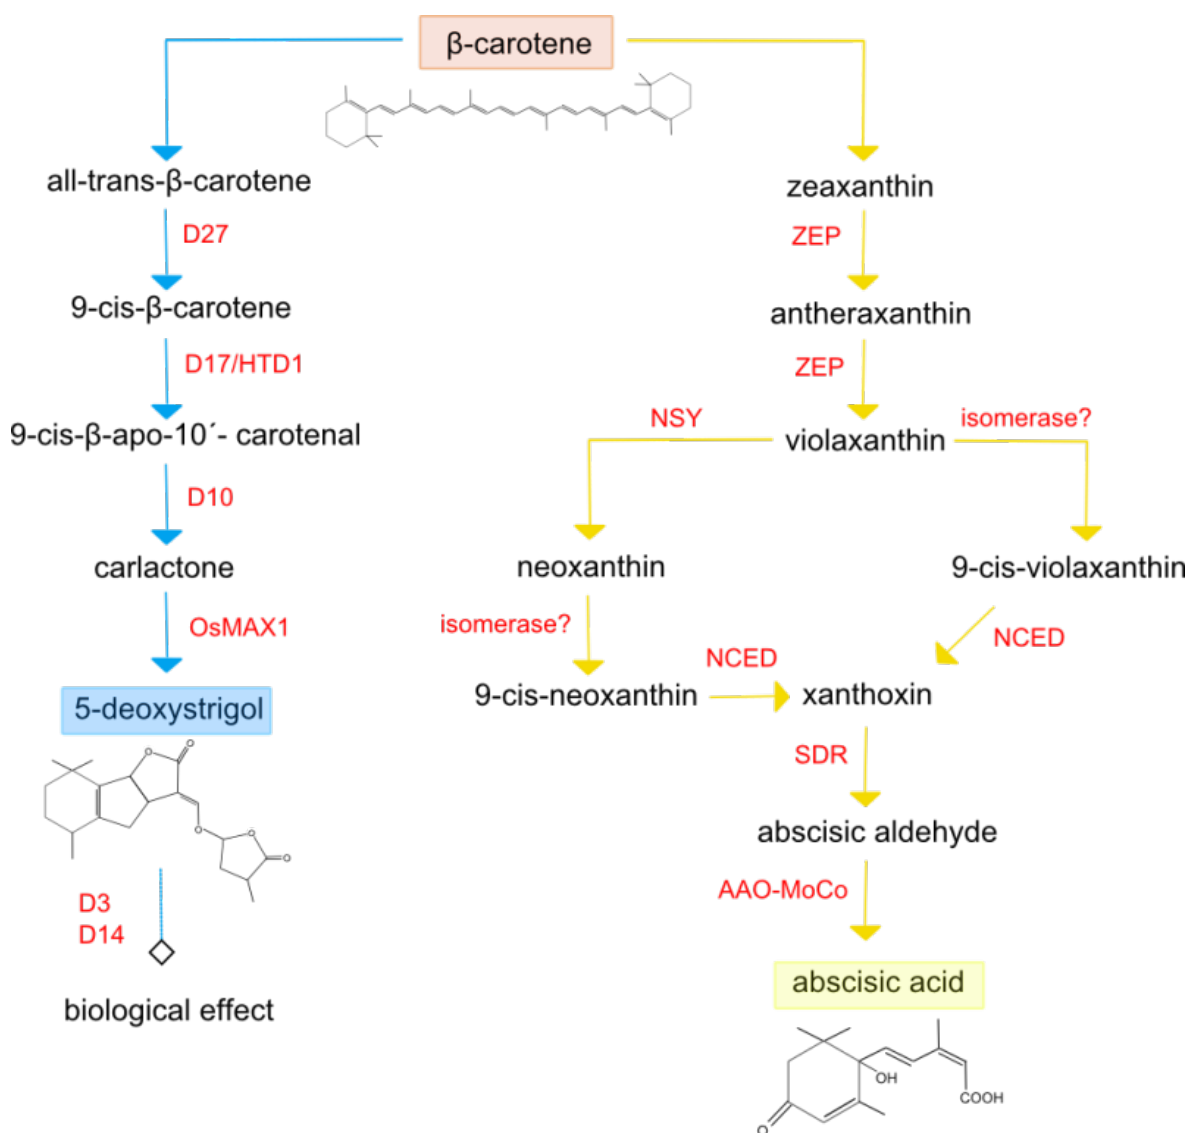 β-carotene
all-trans-β-carotene
D27
9-cis-β-carotene
D17/HTD1
9-cis-β-apo-10´- carotenal
D10
carlactone
OsMAX1
5-deoxystrigol
O
O
O
O
O
D3
D14
biological effect
zeaxanthin
ZEP
antheraxanthin
ZEP
violaxanthin
NSY
isomerase?
neoxanthin
9-cis-violaxanthin
isomerase?
NCED
NCED
9-cis-neoxanthin
xanthoxin
SDR
abscisic aldehyde
AAO-MoCo
abscisic acid
OH
COOH
O